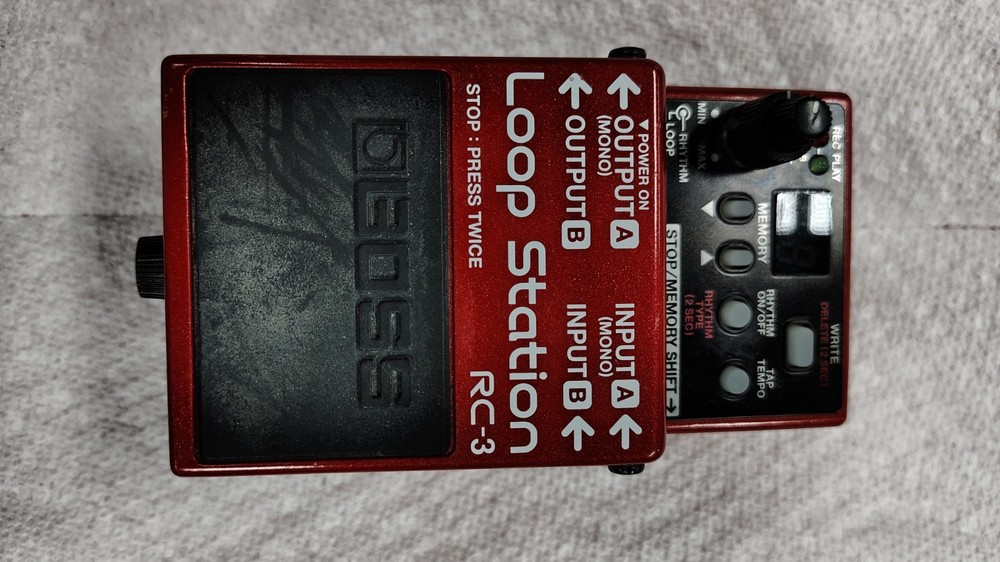 REC PLAY
MIN
MAX
LOOP
RHYTHM
MEMORY
WRITE
DELETE (2 SEC)
RHYTHM
ON/OFF
TAP
TEMPO
RHYTHM
TYPE
(2 SEC)
STOP/MEMORY SHIFT →
▼ POWER ON
OUTPUT A
(MONO)
INPUT A
(MONO)
OUTPUT B
INPUT B
Loop Station
STOP : PRESS TWICE
RC-3
BOSS